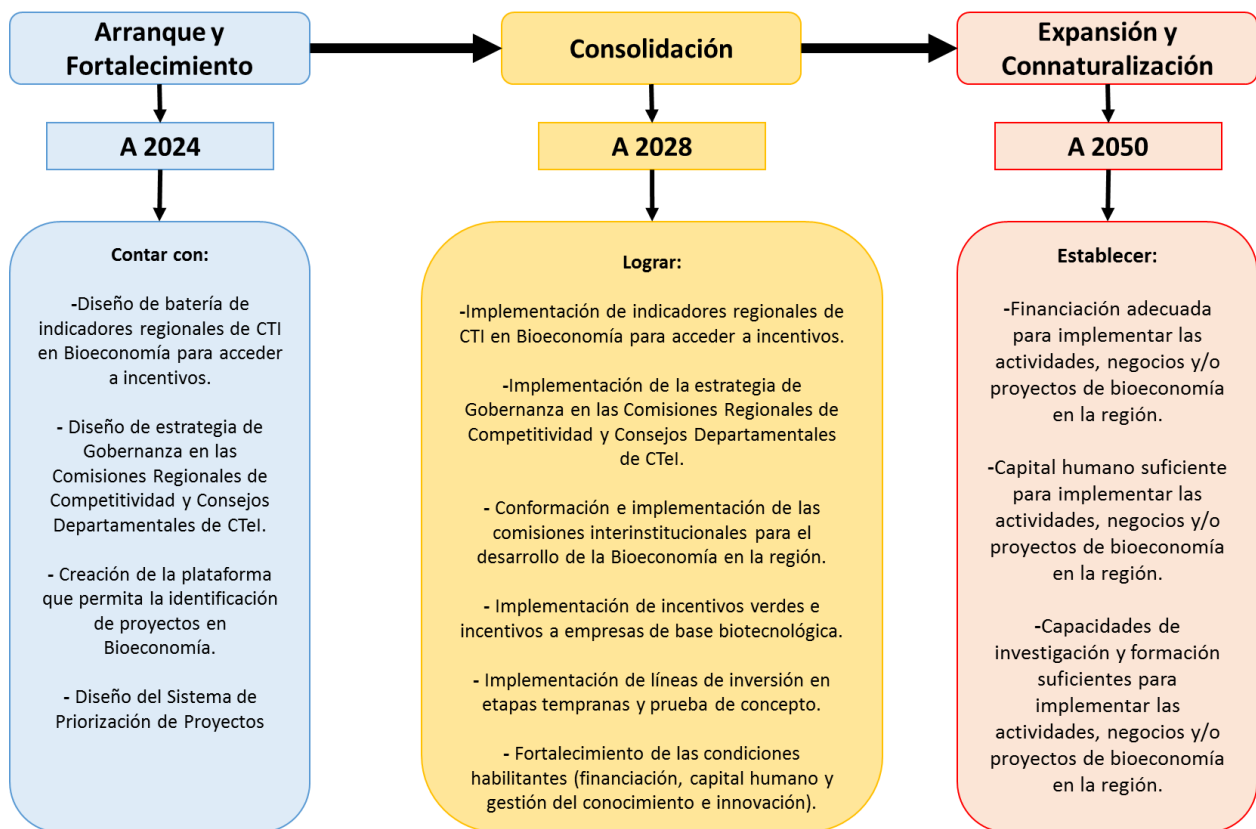 Arranque y
Fortalecimiento
A 2024
Contar con:
-Diseño de batería de
indicadores regionales de CTI
en Bioeconomía para acceder
a incentivos.
- Diseño de estrategia de
Gobernanza en las
Comisiones Regionales de
Competitividad y Consejos
Departamentales de CTeI.
- Creación de la plataforma
que permita la identificación
de proyectos en
Bioeconomía.
- Diseño del Sistema de
Priorización de Proyectos
Consolidación
A 2028
Lograr:
-Implementación de indicadores regionales de
CTI en Bioeconomía para acceder a incentivos.
-Implementación de la estrategia de
Gobernanza en las Comisiones Regionales de
Competitividad y Consejos Departamentales
de CTeI.
- Conformación e implementación de las
comisiones interinstitucionales para el
desarrollo de la Bioeconomía en la región.
- Implementación de incentivos verdes e
incentivos a empresas de base biotecnológica.
- Implementación de líneas de inversión en
etapas tempranas y prueba de concepto.
- Fortalecimiento de las condiciones
habilitantes (financiación, capital humano y
gestión del conocimiento e innovación).
Expansión y
Connaturalización
A 2050
Establecer:
-Financiación adecuada
para implementar las
actividades, negocios y/o
proyectos de bioeconomía
en la región.
-Capital humano suficiente
para implementar las
actividades, negocios y/o
proyectos de bioeconomía
en la región.
-Capacidades de
investigación y formación
suficientes para
implementar las
actividades, negocios y/o
proyectos de bioeconomía
en la región.